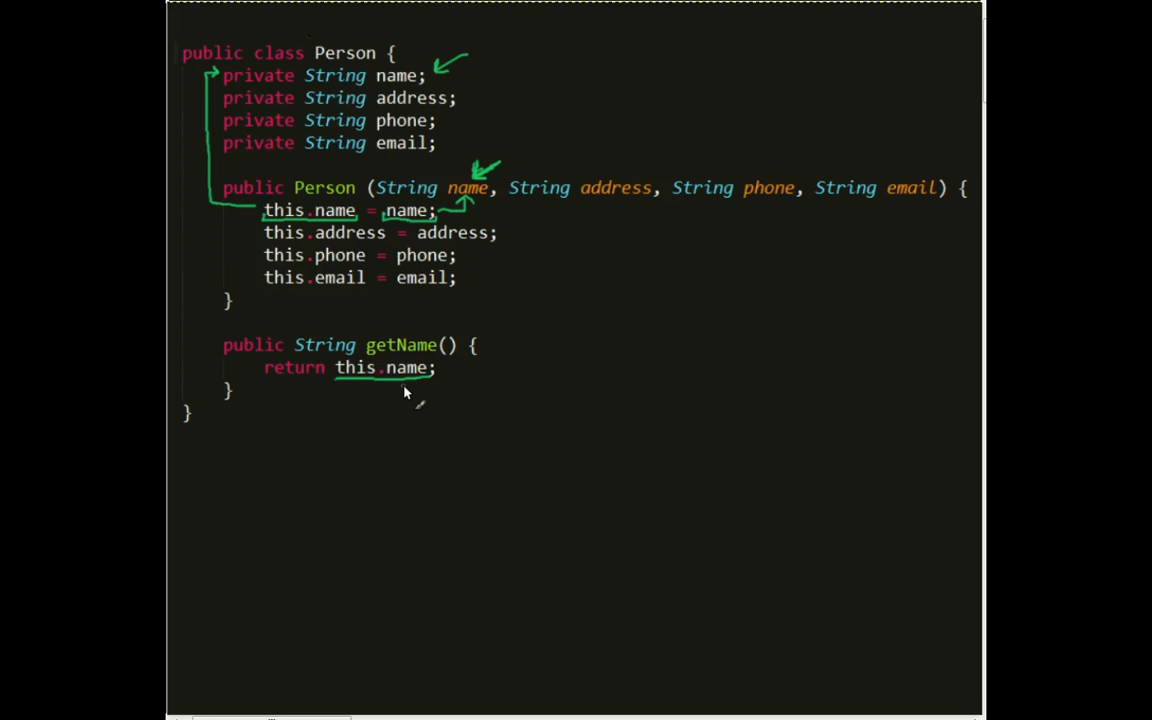 public class Person {
private String name;
private String address;
private String phone;
private String email;
public Person (String name, String address, String phone, String email) {
this.name = name;
this.address = address;
this.phone = phone;
this.email = email;
}
public String getName() {
return this.name;
}
}